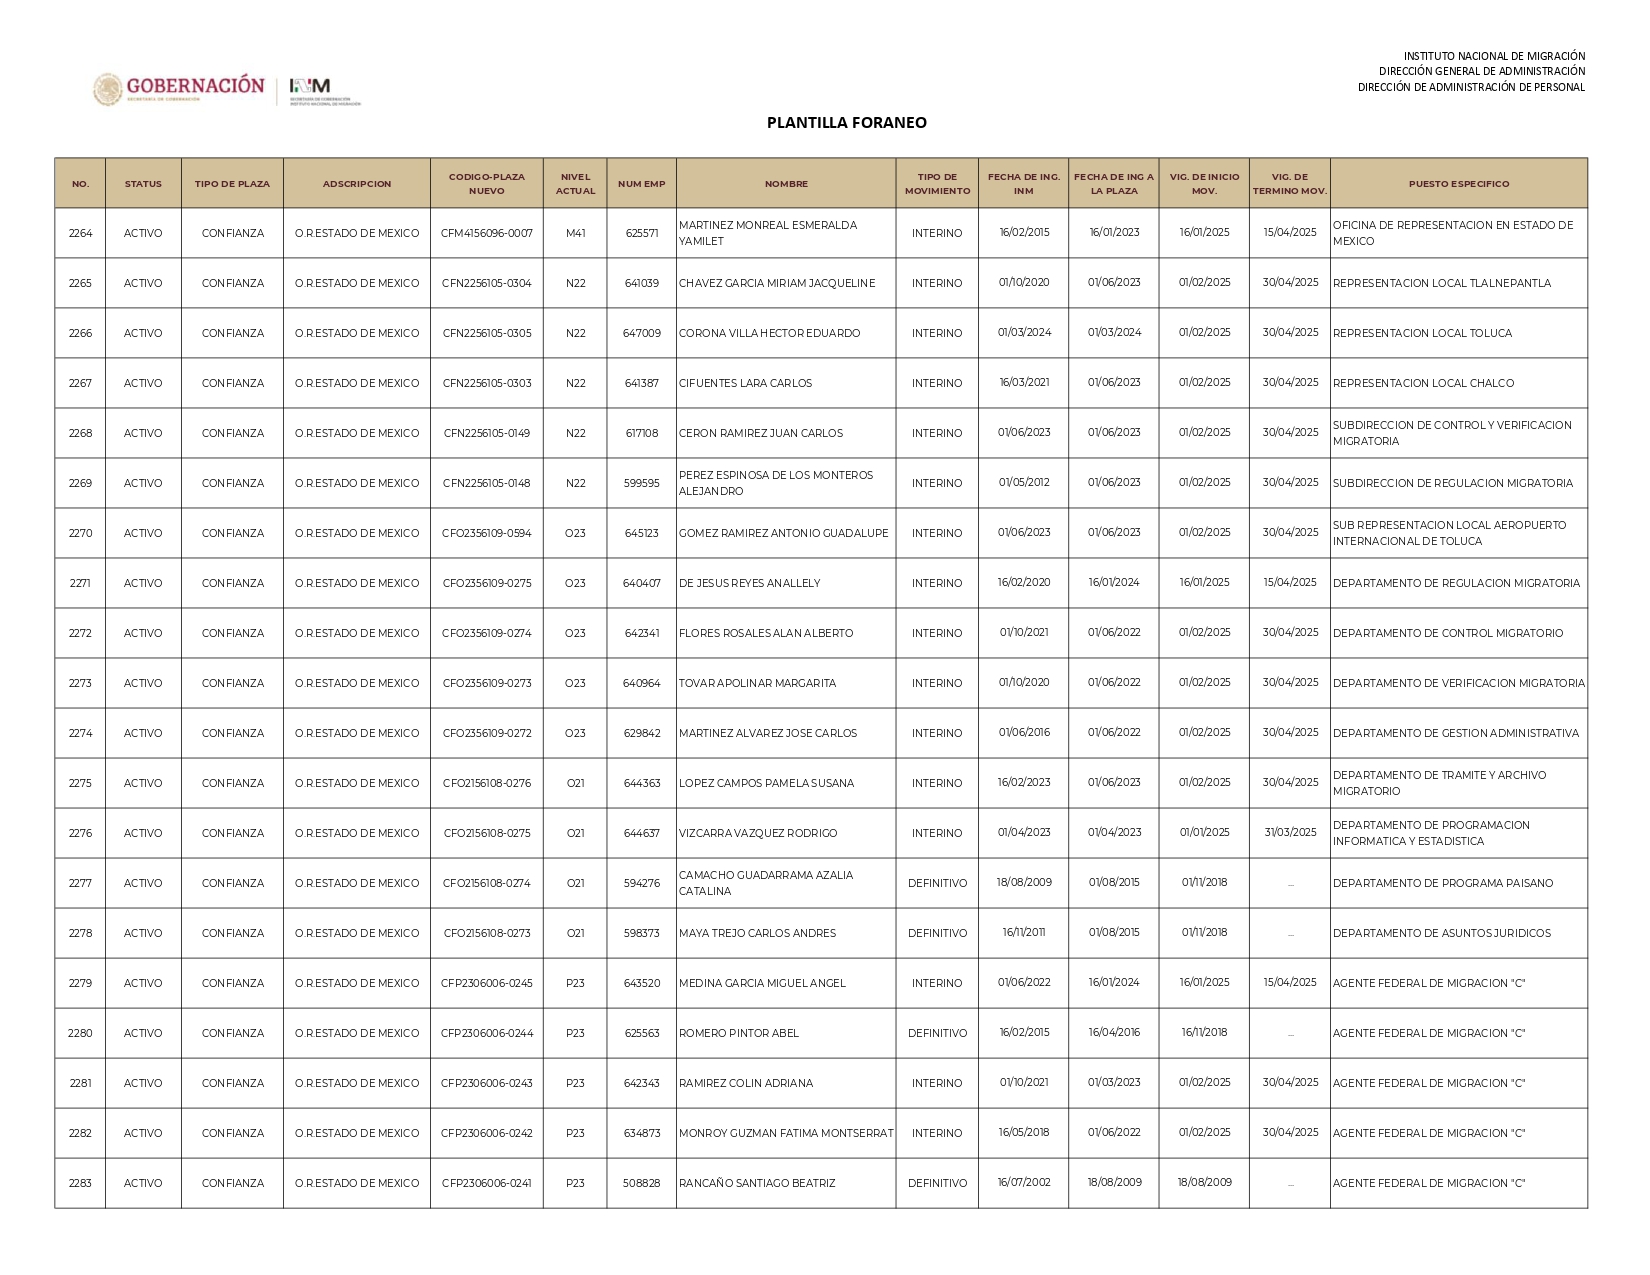 INSTITUTO NACIONAL DE MIGRACIÓN
DIRECCIÓN GENERAL DE ADMINISTRACIÓN
DIRECCIÓN DE ADMINISTRACIÓN DE PERSONAL
GOBERNACIÓN
SECRETARÍA DE GOBERNACIÓN
INM
SECRETARÍA DE GOBERNACIÓN
INSTITUTO NACIONAL DE MIGRACIÓN
PLANTILLA FORANEO
NO. STATUS TIPO DE PLAZA ADSCRIPCION CODIGO-PLAZA NUEVO NIVEL ACTUAL NUM EMP NOMBRE TIPO DE MOVIMIENTO FECHA DE ING. INM FECHA DE ING A LA PLAZA VIG. DE INICIO MOV. VIG. DE TERMINO MOV. PUESTO ESPECIFICO
2264 ACTIVO CONFIANZA O.R.ESTADO DE MEXICO CFM4156096-0007 M41 625571 MARTINEZ MONREAL ESMERALDA YAMILET INTERINO 16/02/2015 16/01/2023 16/01/2025 15/04/2025 OFICINA DE REPRESENTACION EN ESTADO DE MEXICO
2265 ACTIVO CONFIANZA O.R.ESTADO DE MEXICO CFN2256105-0304 N22 641039 CHAVEZ GARCIA MIRIAM JACQUELINE INTERINO 01/10/2020 01/06/2023 01/02/2025 30/04/2025 REPRESENTACION LOCAL TLALNEPANTLA
2266 ACTIVO CONFIANZA O.R.ESTADO DE MEXICO CFN2256105-0305 N22 647009 CORONA VILLA HECTOR EDUARDO INTERINO 01/03/2024 01/03/2024 01/02/2025 30/04/2025 REPRESENTACION LOCAL TOLUCA
2267 ACTIVO CONFIANZA O.R.ESTADO DE MEXICO CFN2256105-0303 N22 641387 CIFUENTES LARA CARLOS INTERINO 16/03/2021 01/06/2023 01/02/2025 30/04/2025 REPRESENTACION LOCAL CHALCO
2268 ACTIVO CONFIANZA O.R.ESTADO DE MEXICO CFN2256105-0149 N22 617108 CERON RAMIREZ JUAN CARLOS INTERINO 01/06/2023 01/06/2023 01/02/2025 30/04/2025 SUBDIRECCION DE CONTROL Y VERIFICACION MIGRATORIA
2269 ACTIVO CONFIANZA O.R.ESTADO DE MEXICO CFN2256105-0148 N22 599595 PEREZ ESPINOSA DE LOS MONTEROS ALEJANDRO INTERINO 01/05/2012 01/06/2023 01/02/2025 30/04/2025 SUBDIRECCION DE REGULACION MIGRATORIA
2270 ACTIVO CONFIANZA O.R.ESTADO DE MEXICO CFO2356109-0594 O23 645123 GOMEZ RAMIREZ ANTONIO GUADALUPE INTERINO 01/06/2023 01/06/2023 01/02/2025 30/04/2025 SUB REPRESENTACION LOCAL AEROPUERTO INTERNACIONAL DE TOLUCA
2271 ACTIVO CONFIANZA O.R.ESTADO DE MEXICO CFO2356109-0275 O23 640407 DE JESUS REYES ANALLELY INTERINO 16/02/2020 16/01/2024 16/01/2025 15/04/2025 DEPARTAMENTO DE REGULACION MIGRATORIA
2272 ACTIVO CONFIANZA O.R.ESTADO DE MEXICO CFO2356109-0274 O23 642341 FLORES ROSALES ALAN ALBERTO INTERINO 01/10/2021 01/06/2022 01/02/2025 30/04/2025 DEPARTAMENTO DE CONTROL MIGRATORIO
2273 ACTIVO CONFIANZA O.R.ESTADO DE MEXICO CFO2356109-0273 O23 640964 TOVAR APOLINAR MARGARITA INTERINO 01/10/2020 01/06/2022 01/02/2025 30/04/2025 DEPARTAMENTO DE VERIFICACION MIGRATORIA
2274 ACTIVO CONFIANZA O.R.ESTADO DE MEXICO CFO2356109-0272 O23 629842 MARTINEZ ALVAREZ JOSE CARLOS INTERINO 01/06/2016 01/06/2022 01/02/2025 30/04/2025 DEPARTAMENTO DE GESTION ADMINISTRATIVA
2275 ACTIVO CONFIANZA O.R.ESTADO DE MEXICO CFO2156108-0276 O21 644363 LOPEZ CAMPOS PAMELA SUSANA INTERINO 16/02/2023 01/06/2023 01/02/2025 30/04/2025 DEPARTAMENTO DE TRAMITE Y ARCHIVO MIGRATORIO
2276 ACTIVO CONFIANZA O.R.ESTADO DE MEXICO CFO2156108-0275 O21 644637 VIZCARRA VAZQUEZ RODRIGO INTERINO 01/04/2023 01/04/2023 01/01/2025 31/03/2025 DEPARTAMENTO DE PROGRAMACION INFORMATICA Y ESTADISTICA
2277 ACTIVO CONFIANZA O.R.ESTADO DE MEXICO CFO2156108-0274 O21 594276 CAMACHO GUADARRAMA AZALIA CATALINA DEFINITIVO 18/08/2009 01/08/2015 01/11/2018 ... DEPARTAMENTO DE PROGRAMA PAISANO
2278 ACTIVO CONFIANZA O.R.ESTADO DE MEXICO CFO2156108-0273 O21 598373 MAYA TREJO CARLOS ANDRES DEFINITIVO 16/11/2011 01/08/2015 01/11/2018 ... DEPARTAMENTO DE ASUNTOS JURIDICOS
2279 ACTIVO CONFIANZA O.R.ESTADO DE MEXICO CFP2306006-0245 P23 643520 MEDINA GARCIA MIGUEL ANGEL INTERINO 01/06/2022 16/01/2024 16/01/2025 15/04/2025 AGENTE FEDERAL DE MIGRACION "C"
2280 ACTIVO CONFIANZA O.R.ESTADO DE MEXICO CFP2306006-0244 P23 625563 ROMERO PINTOR ABEL DEFINITIVO 16/02/2015 16/04/2016 16/11/2018 ... AGENTE FEDERAL DE MIGRACION "C"
2281 ACTIVO CONFIANZA O.R.ESTADO DE MEXICO CFP2306006-0243 P23 642343 RAMIREZ COLIN ADRIANA INTERINO 01/10/2021 01/03/2023 01/02/2025 30/04/2025 AGENTE FEDERAL DE MIGRACION "C"
2282 ACTIVO CONFIANZA O.R.ESTADO DE MEXICO CFP2306006-0242 P23 634873 MONROY GUZMAN FATIMA MONTSERRAT INTERINO 16/05/2018 01/06/2022 01/02/2025 30/04/2025 AGENTE FEDERAL DE MIGRACION "C"
2283 ACTIVO CONFIANZA O.R.ESTADO DE MEXICO CFP2306006-0241 P23 508828 RANCAÑO SANTIAGO BEATRIZ DEFINITIVO 16/07/2002 18/08/2009 18/08/2009 ... AGENTE FEDERAL DE MIGRACION "C"